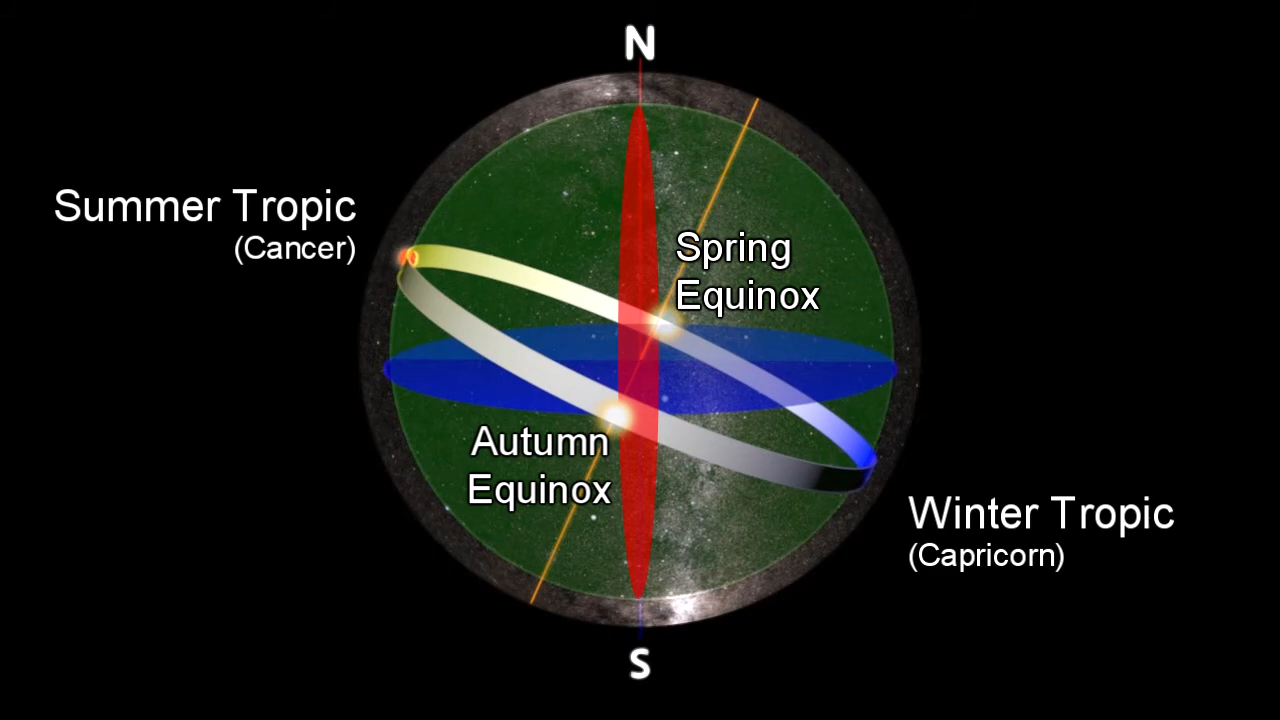 N
Summer Tropic
(Cancer)
Spring
Equinox
Autumn
Equinox
Winter Tropic
(Capricorn)
S